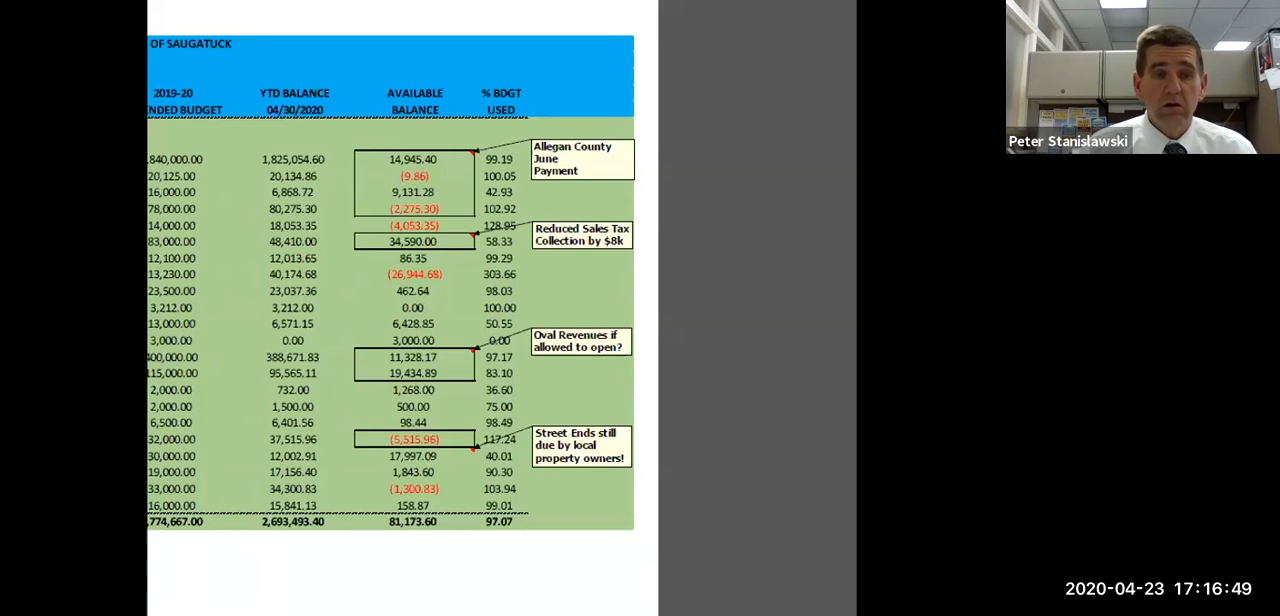 OF SAUGATUCK
2019-20 YTD BALANCE AVAILABLE % BDGT
NDED BUDGET 04/30/2020 BALANCE USED
840,000.00 1,825,054.60 14,945.40 99.19
20,125.00 20,134.86 (9.86) 100.05
16,000.00 6,868.72 9,131.28 42.93
78,000.00 80,275.30 (2,275.30) 102.92
14,000.00 18,053.35 (4,053.35) 128.95
83,000.00 48,410.00 34,590.00 58.33
12,100.00 12,013.65 86.35 99.29
13,230.00 40,174.68 (26,944.68) 303.66
23,500.00 23,037.36 462.64 98.03
3,212.00 3,212.00 0.00 100.00
13,000.00 6,571.15 6,428.85 50.55
3,000.00 0.00 3,000.00 0.00
400,000.00 388,671.83 11,328.17 97.17
115,000.00 95,565.11 19,434.89 83.10
2,000.00 732.00 1,268.00 36.60
2,000.00 1,500.00 500.00 75.00
6,500.00 6,401.56 98.44 98.49
32,000.00 37,515.96 (5,515.96) 117.24
30,000.00 12,002.91 17,997.09 40.01
19,000.00 17,156.40 1,843.60 90.30
33,000.00 34,300.83 (1,300.83) 103.94
16,000.00 15,841.13 158.87 99.01
774,667.00 2,693,493.40 81,173.60 97.07
Allegan County
June
Payment
Reduced Sales Tax
Collection by $8k
Oval Revenues if
allowed to open?
Street Ends still
due by local
property owners!
Peter Stanislawski
2020-04-23 17:16:49